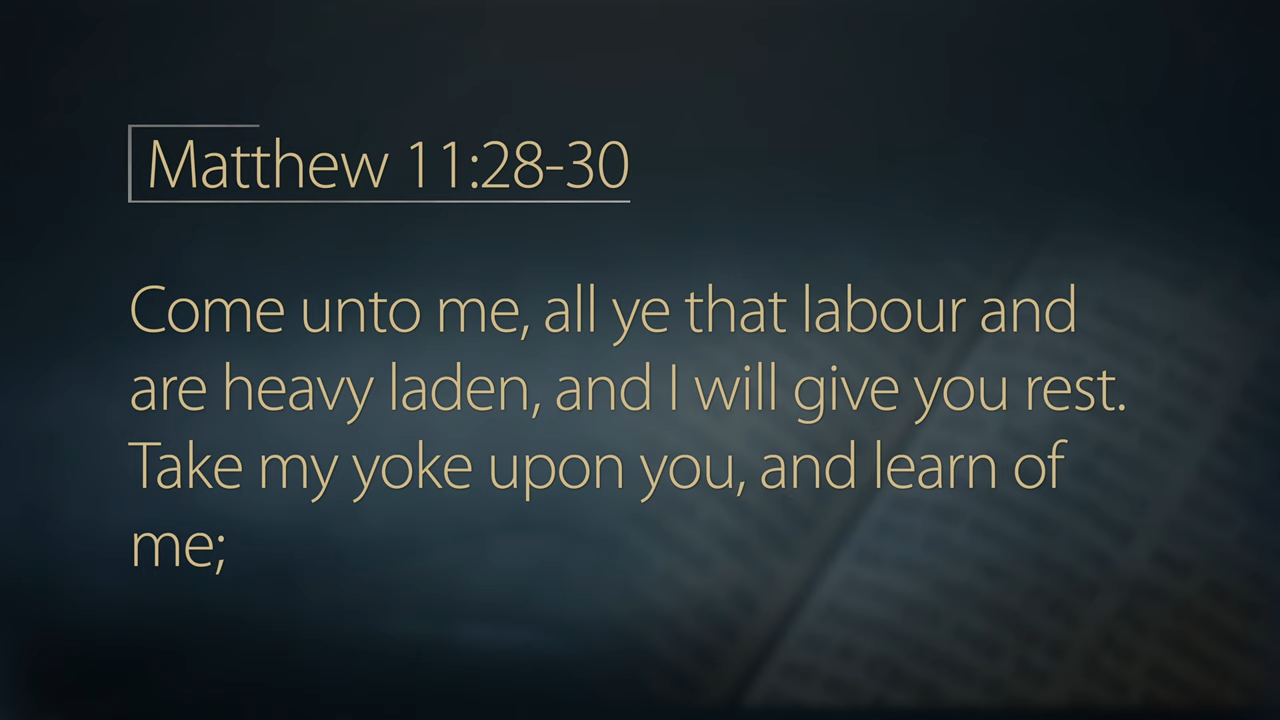 Matthew 11:28-30
Come unto me, all ye that labour and
are heavy laden, and I will give you rest.
Take my yoke upon you, and learn of
me;